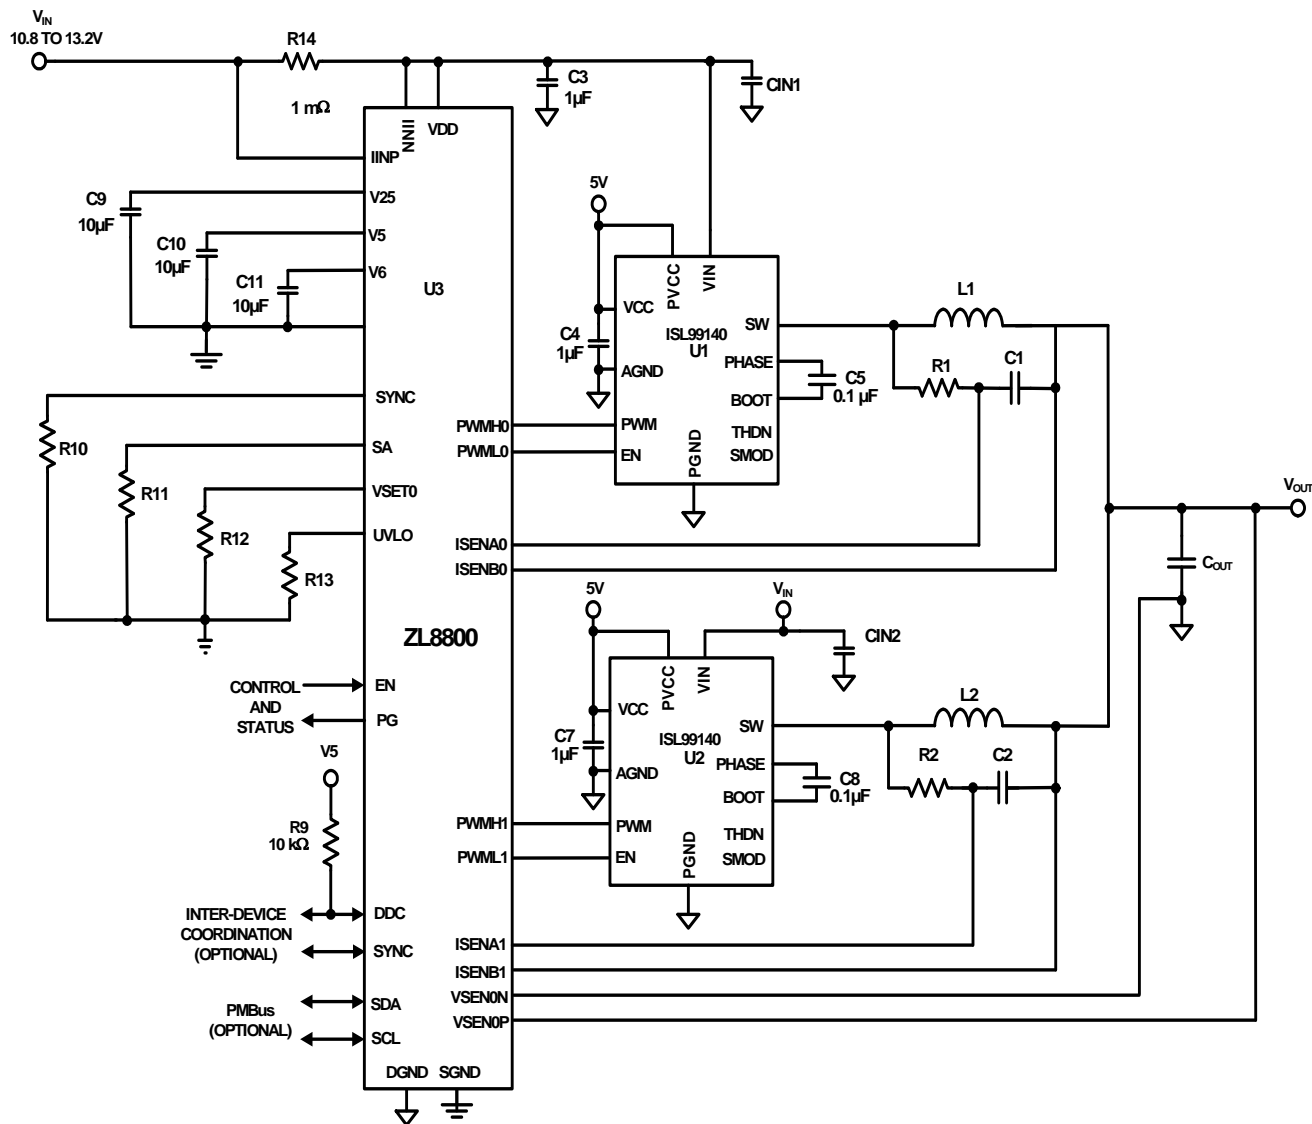 VIN
10.8 TO 13.2V
R14
1 mΩ
C3
1µF
CIN1
NNII
VDD
IINP
V25
V5
V6
U3
C9
10µF
C10
10µF
C11
10µF
5V
PVCC
VIN
VCC
ISL99140
U1
SW
C4
1µF
AGND
PHASE
BOOT
C5
0.1 µF
PWM
EN
PGND
THDN
SMOD
L1
R1
C1
SYNC
SA
VSET0
UVLO
R10
R11
R12
R13
PWMH0
PWML0
ISENA0
ISENB0
VOUT
COUT
ZL8800
5V
VIN
CIN2
PVCC
VIN
VCC
ISL99140
U2
SW
C7
1µF
AGND
PHASE
BOOT
C8
0.1µF
PWM
EN
PGND
THDN
SMOD
L2
R2
C2
CONTROL
AND
STATUS
EN
PG
V5
R9
10 kΩ
PWMH1
PWML1
INTER-DEVICE
COORDINATION
(OPTIONAL)
DDC
SYNC
PMBus
(OPTIONAL)
SDA
SCL
ISENA1
ISENB1
VSEN0N
VSEN0P
DGND
SGND